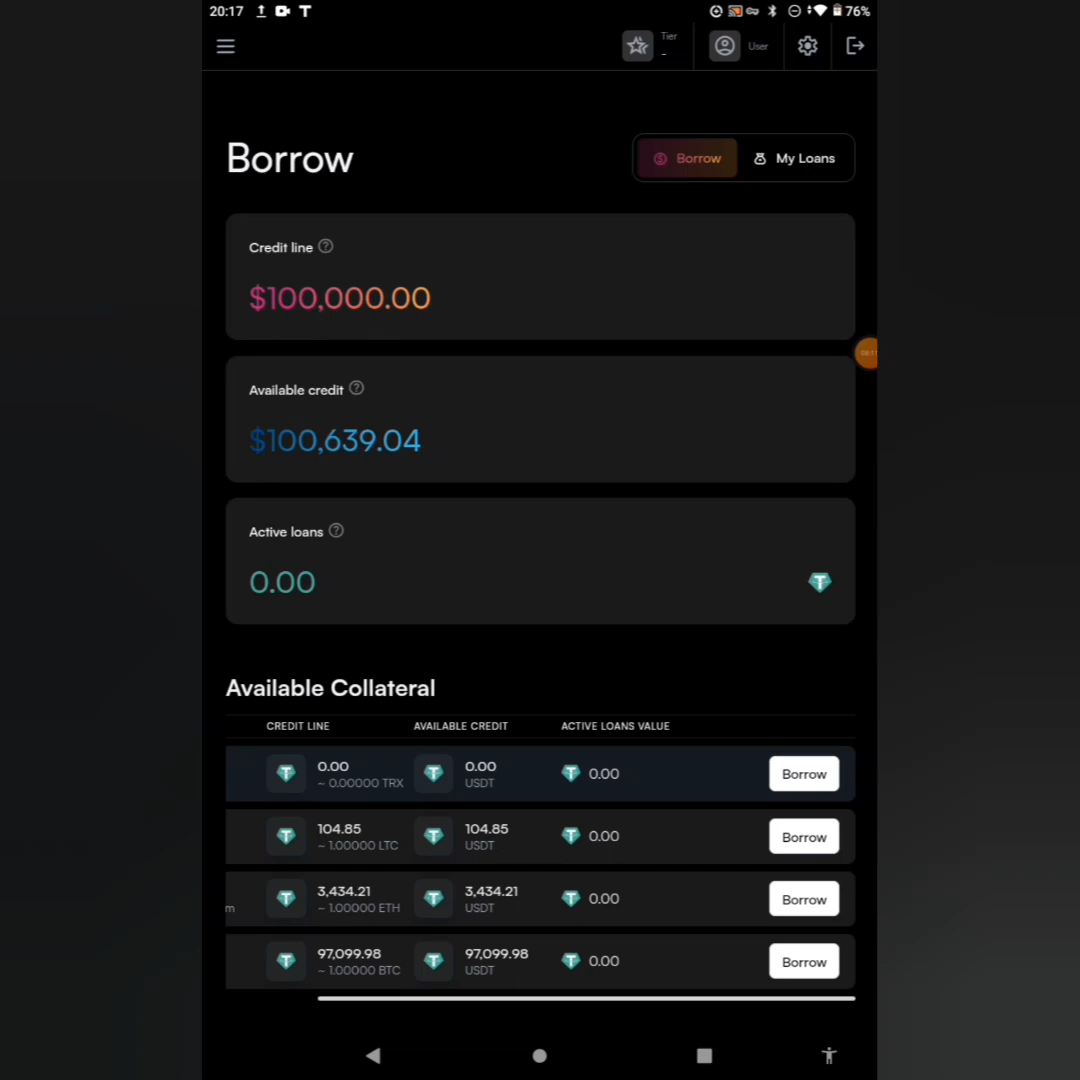 20:17
76%
Tier
-
User
Borrow
Borrow
My Loans
Credit line
$100,000.00
Available credit
$100,639.04
Active loans
0.00
Available Collateral
CREDIT LINE AVAILABLE CREDIT ACTIVE LOANS VALUE
0.00 0.00 0.00 Borrow
~ 0.00000 TRX USDT
104.85 104.85 0.00 Borrow
~ 1.00000 LTC USDT
3,434.21 3,434.21 0.00 Borrow
m ~ 1.00000 ETH USDT
97,099.98 97,099.98 0.00 Borrow
~ 1.00000 BTC USDT